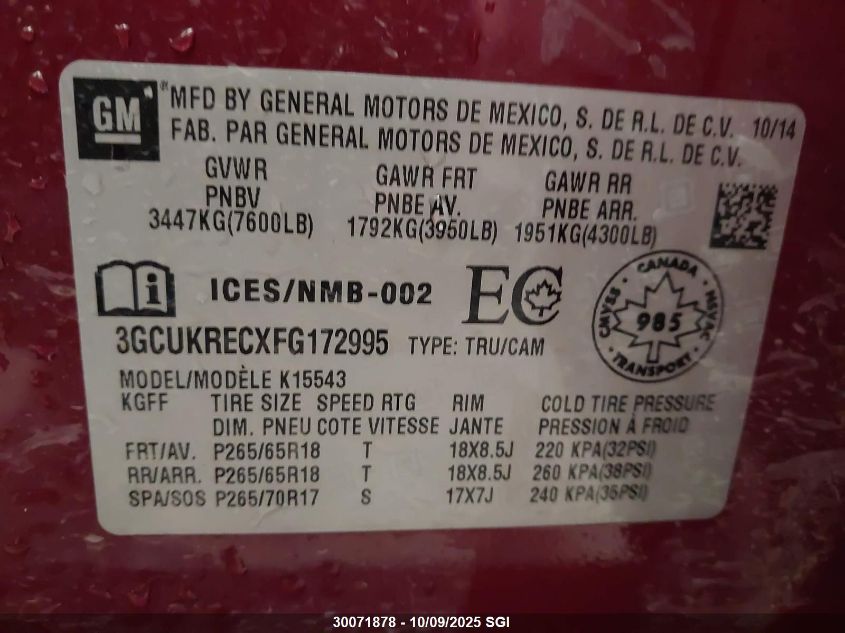 GM
MFD BY GENERAL MOTORS DE MEXICO, S. DE R.L. DE C.V. 10/14
FAB. PAR GENERAL MOTORS DE MEXICO, S. DE R.L. DE C.V.
GVWR GAWR FRT GAWR RR
PNBV PNBE AV. PNBE ARR.
3447KG(7600LB) 1792KG(3950LB) 1951KG(4300LB)
i ICES/NMB-002 EC
CANADA
CMVSS NSVAC
985
TRANSPORT
3GCUKRECXFG172995 TYPE: TRU/CAM
MODEL/MODÈLE K15543
KGFF TIRE SIZE SPEED RTG RIM COLD TIRE PRESSURE
DIM. PNEU COTE VITESSE JANTE PRESSION À FROID
FRT/AV. P265/65R18 T 18X8.5J 220 KPA(32PSI)
RR/ARR. P265/65R18 T 18X8.5J 260 KPA(38PSI)
SPA/SOS P265/70R17 S 17X7J 240 KPA(35PSI)
30071878 - 10/09/2025 SGI